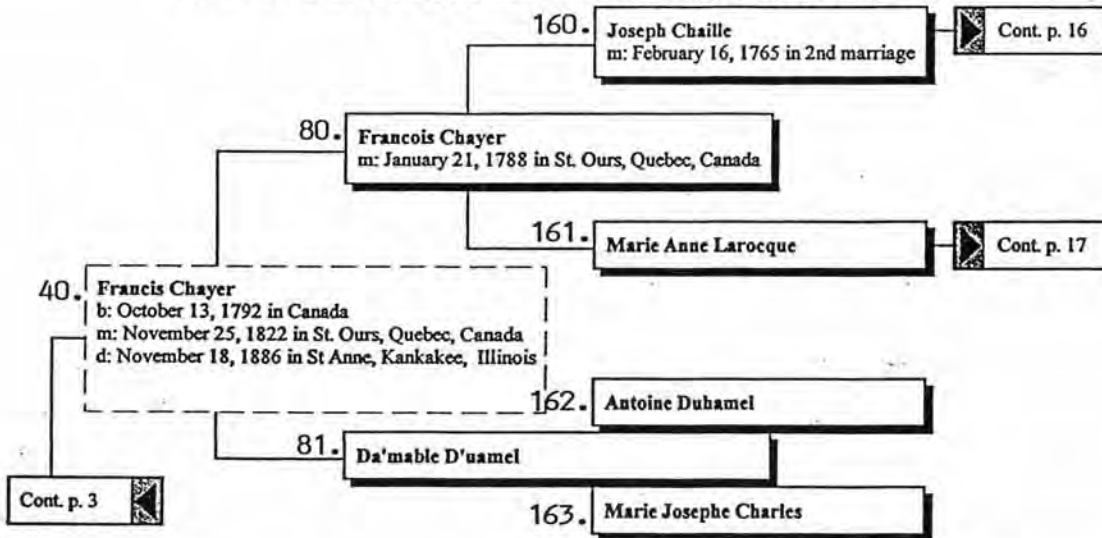 160.
Joseph Chaille
m: February 16, 1765 in 2nd marriage
Cont. p. 16
80.
Francois Chayer
m: January 21, 1788 in St. Ours, Quebec, Canada
161.
Marie Anne Larocque
Cont. p. 17
40.
Francis Chayer
b: October 13, 1792 in Canada
m: November 25, 1822 in St. Ours, Quebec, Canada
d: November 18, 1886 in St Anne, Kankakee, Illinois
162.
Antoine Duhamel
81.
Da'mable D'uamel
Cont. p. 3
163.
Marie Josephe Charles